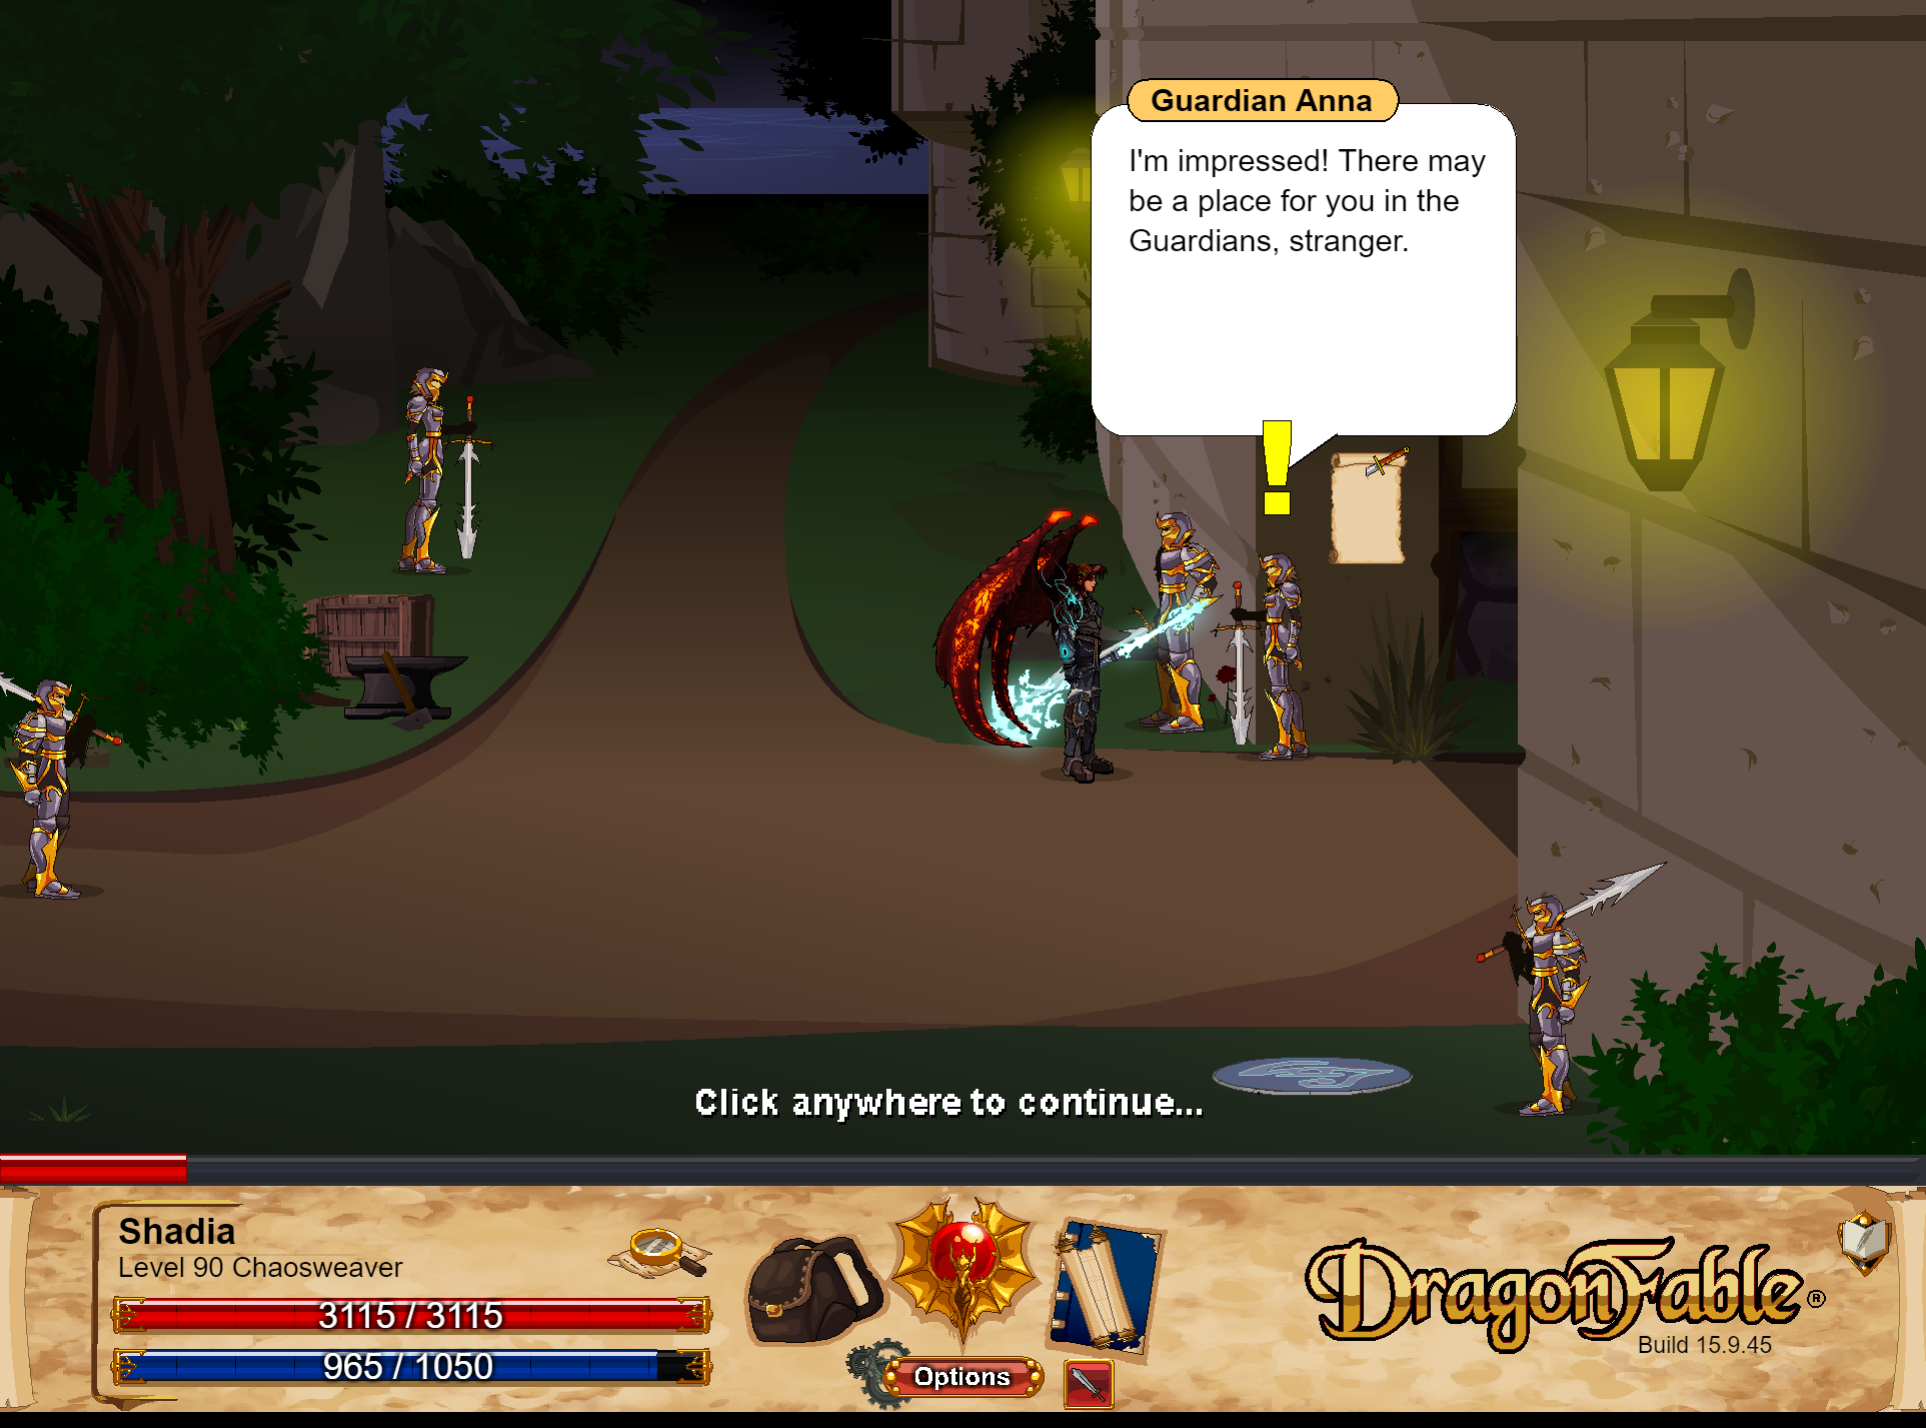 Guardian Anna
I'm impressed! There may
be a place for you in the
Guardians, stranger.
Click anywhere to continue...
Shadia
Level 90 Chaosweaver
3115 / 3115
965 / 1050
Options
DragonFable®
Build 15.9.45